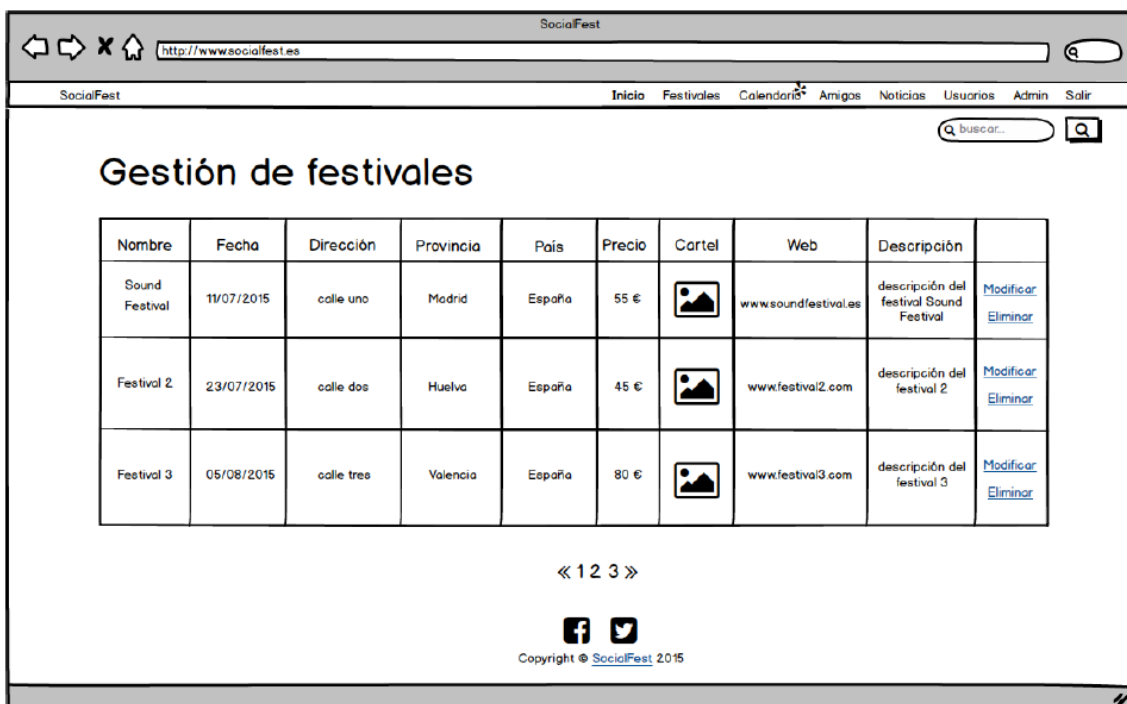 SocialFest
http://www.socialfest.es
SocialFest Inicio Festivales Calendario Amigos Noticias Usuarios Admin Salir
buscar...
Gestión de festivales
Nombre Fecha Dirección Provincia País Precio Cartel Web Descripción
Sound Festival 11/07/2015 calle uno Madrid España 55 € www.soundfestival.es descripción del festival Sound Festival Modificar Eliminar
Festival 2 23/07/2015 calle dos Huelva España 45 € www.festival2.com descripción del festival 2 Modificar Eliminar
Festival 3 05/08/2015 calle tres Valencia España 80 € www.festival3.com descripción del festival 3 Modificar Eliminar
« 1 2 3 »
Copyright © SocialFest 2015